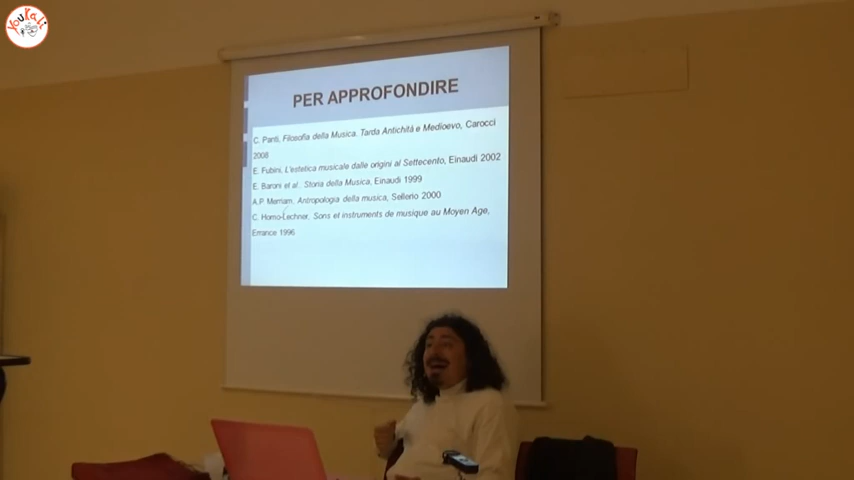 YouKali
PER APPROFONDIRE
C. Panti, Filosofia della Musica. Tarda Antichità e Medioevo, Carocci
2008
E. Fubini, L'estetica musicale dalle origini al Settecento, Einaudi 2002
E. Baroni et al., Storia della Musica, Einaudi 1999
A.P. Merriam, Antropologia della musica, Sellerio 2000
C. Homo-Lechner, Sons et instruments de musique au Moyen Age,
Errance 1996